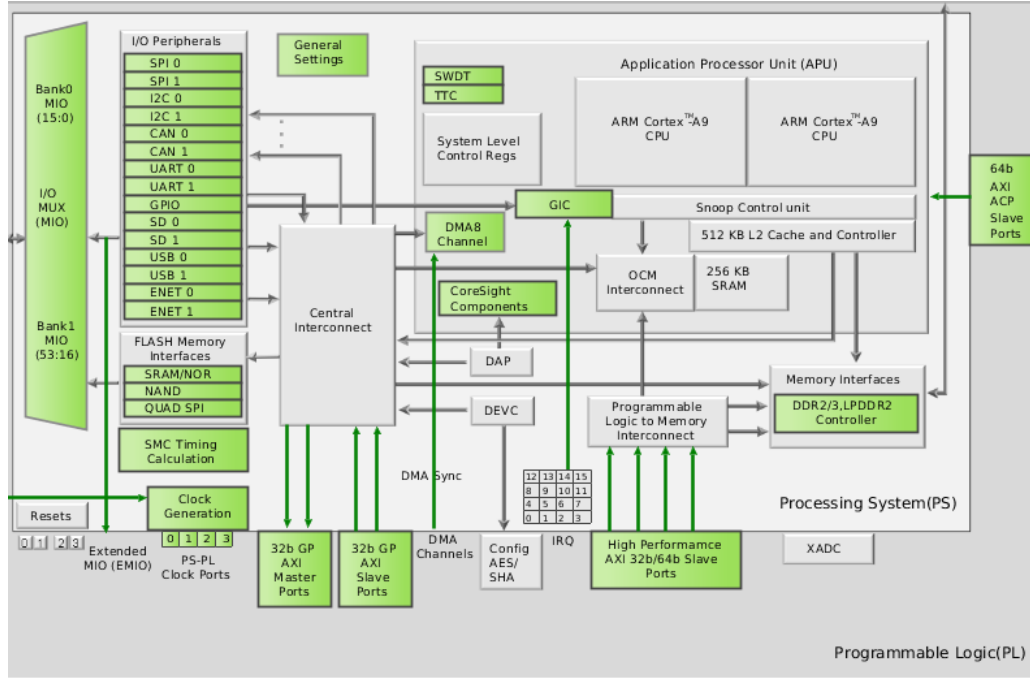 Bank0
MIO
(15:0)
I/O
MUX
(MIO)
Bank1
MIO
(53:16)
I/O Peripherals
SPI 0
SPI 1
I2C 0
I2C 1
CAN 0
CAN 1
UART 0
UART 1
GPIO
SD 0
SD 1
USB 0
USB 1
ENET 0
ENET 1
FLASH Memory
Interfaces
SRAM/NOR
NAND
QUAD SPI
SMC Timing
Calculation
General
Settings
Application Processor Unit (APU)
SWDT
TTC
System Level
Control Regs
ARM Cortex™-A9
CPU
ARM Cortex™-A9
CPU
GIC
Snoop Control unit
DMA8
Channel
512 KB L2 Cache and Controller
OCM
Interconnect
256 KB
SRAM
CoreSight
Components
Central
Interconnect
DAP
DEVC
Programmable
Logic to Memory
Interconnect
Memory Interfaces
DDR2/3,LPDDR2
Controller
64b
AXI
ACP
Slave
Ports
DMA Sync
12 13 14 15
8 9 10 11
4 5 6 7
0 1 2 3
Processing System(PS)
Resets
0 1 2 3
Clock
Generation
0 1 2 3
Extended
MIO (EMIO)
PS-PL
Clock Ports
32b GP
AXI
Master
Ports
32b GP
AXI
Slave
Ports
DMA
Channels
Config
AES/
SHA
IRQ
High Performamce
AXI 32b/64b Slave
Ports
XADC
Programmable Logic(PL)